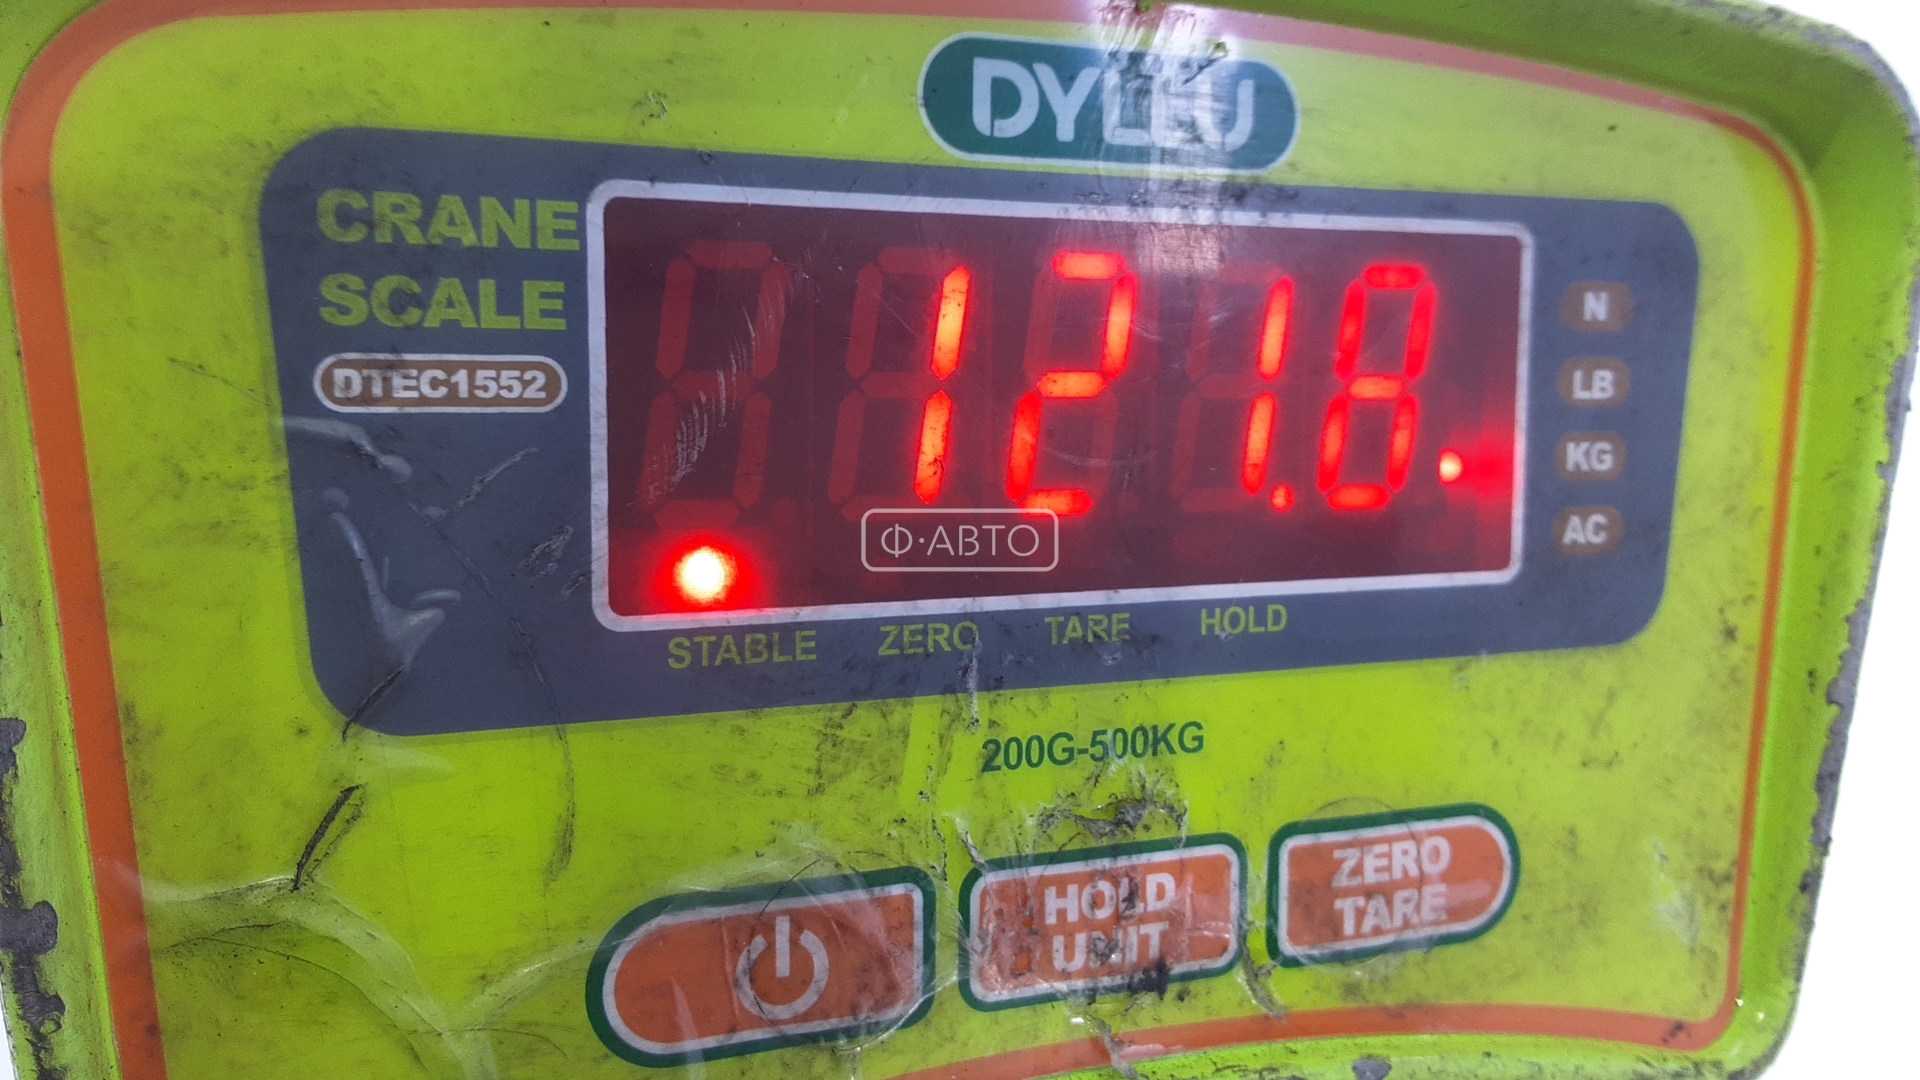 DYLLU
CRANE
SCALE
DTEC1552
121.8
N
LB
KG
AC
Ф·АВТО
STABLE ZERO TARE HOLD
200G-500KG
HOLD
UNIT
ZERO
TARE